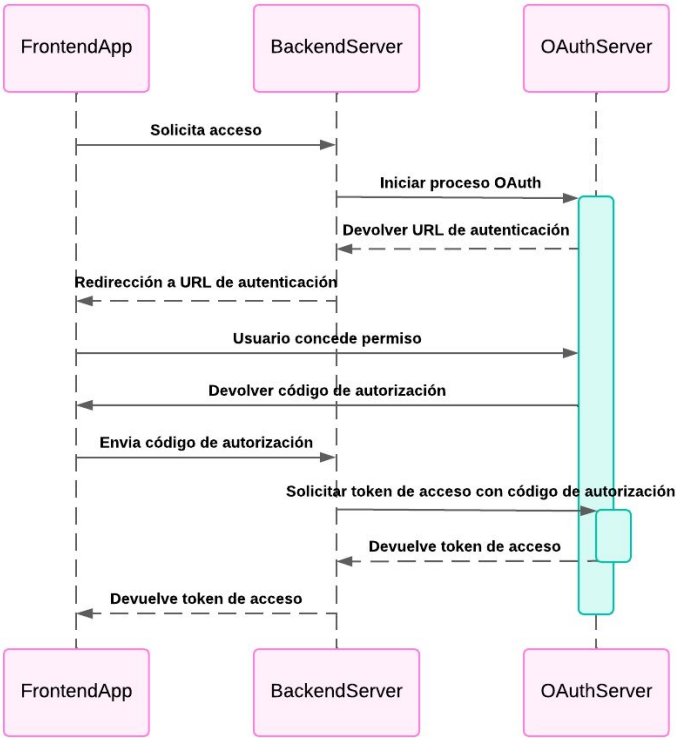 FrontendApp
BackendServer
OAuthServer
Solicita acceso
Iniciar proceso OAuth
Devolver URL de autenticación
Redirección a URL de autenticación
Usuario concede permiso
Devolver código de autorización
Envia código de autorización
Solicitar token de acceso con código de autorización
Devuelve token de acceso
Devuelve token de acceso
FrontendApp
BackendServer
OAuthServer